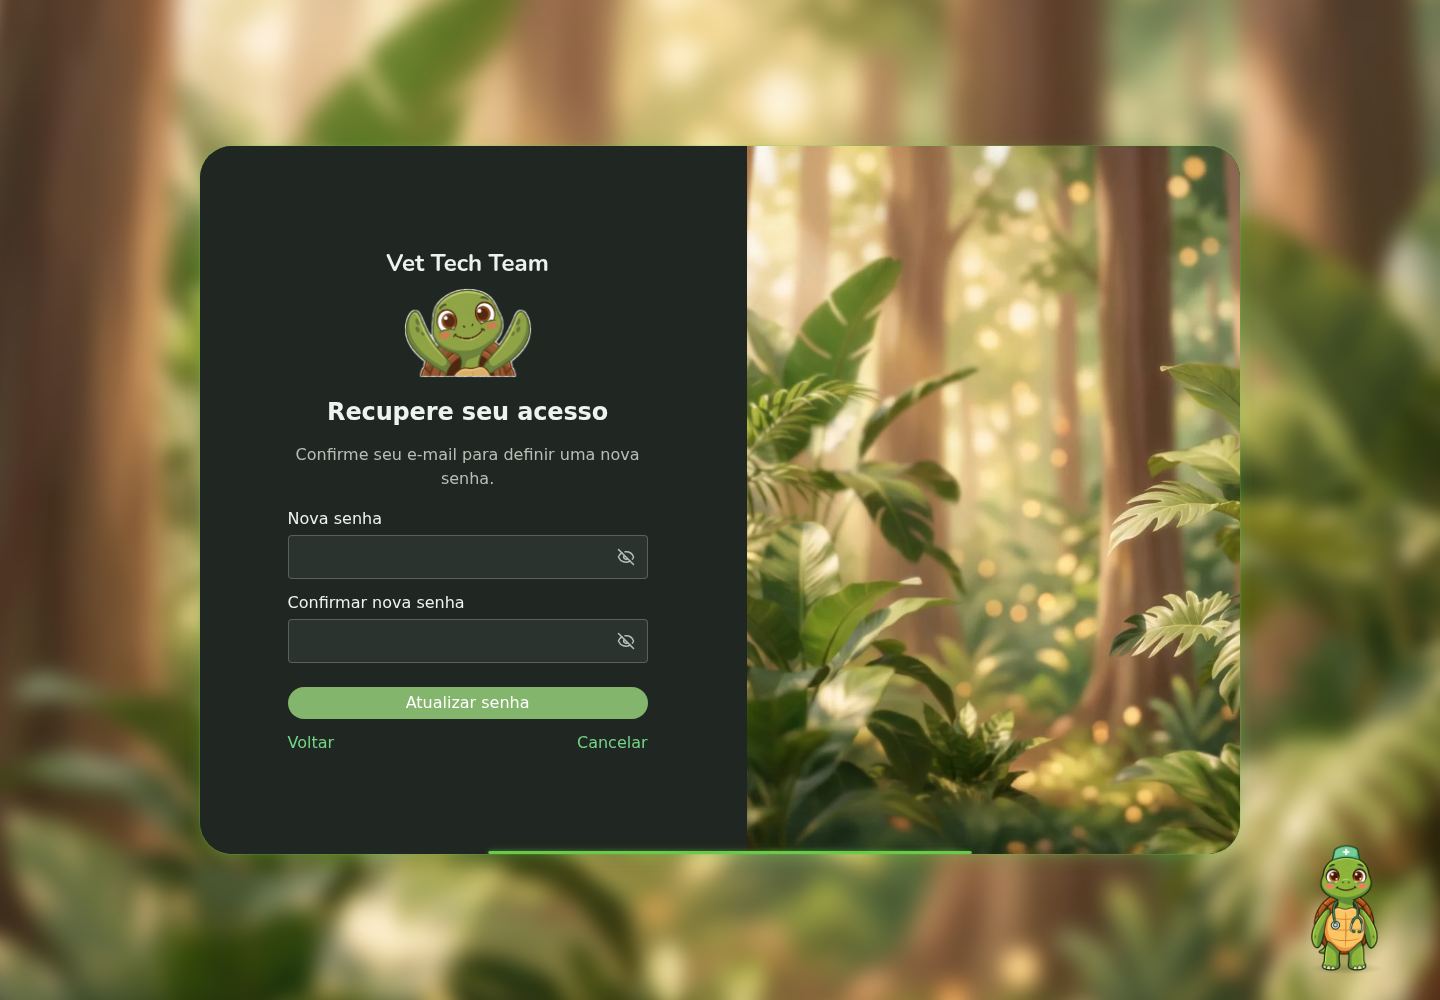 Vet Tech Team
Recupere seu acesso
Confirme seu e-mail para definir uma nova
senha.
Nova senha
Confirmar nova senha
Atualizar senha
Voltar
Cancelar